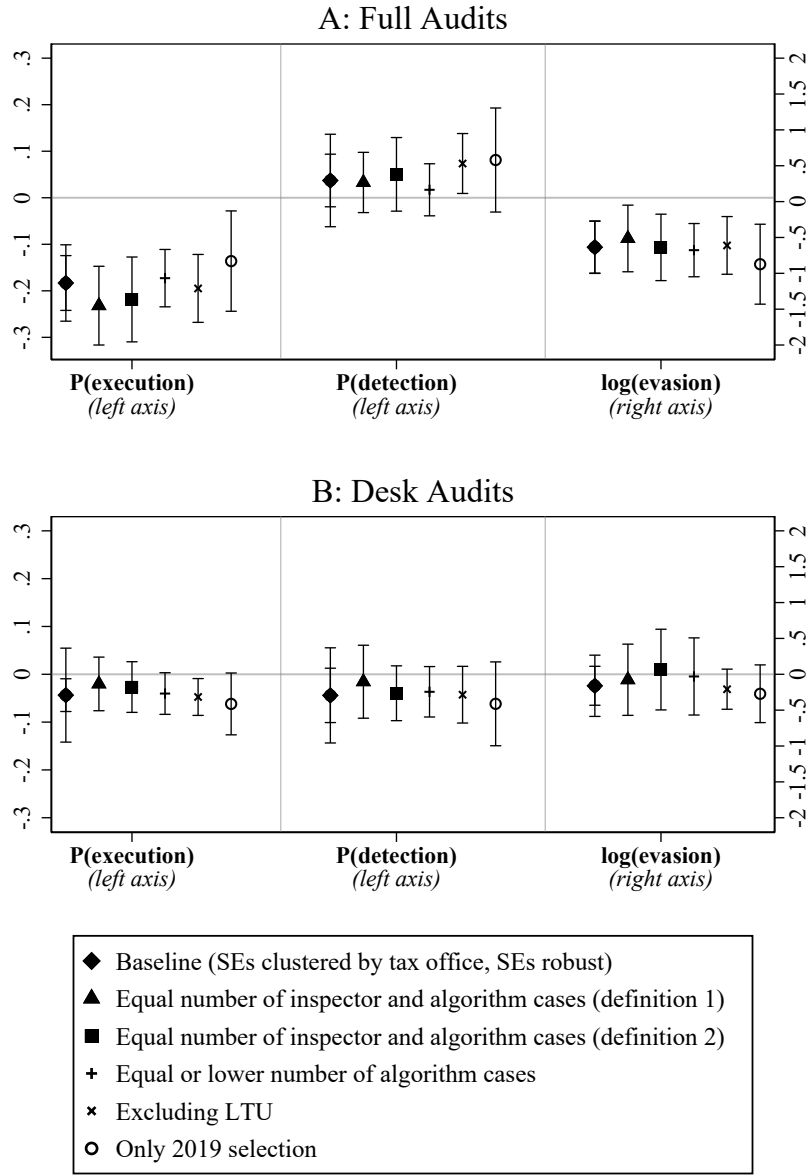 A: Full Audits
.3
.2
.1
0
-.1
-.2
-.3
2
1.5
1
.5
0
-.5
-1
-1.5
-2
P(execution)
(left axis)
P(detection)
(left axis)
log(evasion)
(right axis)
B: Desk Audits
.3
.2
.1
0
-.1
-.2
-.3
2
1.5
1
.5
0
-.5
-1
-1.5
-2
P(execution)
(left axis)
P(detection)
(left axis)
log(evasion)
(right axis)
Baseline (SEs clustered by tax office, SEs robust)
Equal number of inspector and algorithm cases (definition 1)
Equal number of inspector and algorithm cases (definition 2)
Equal or lower number of algorithm cases
Excluding LTU
Only 2019 selection